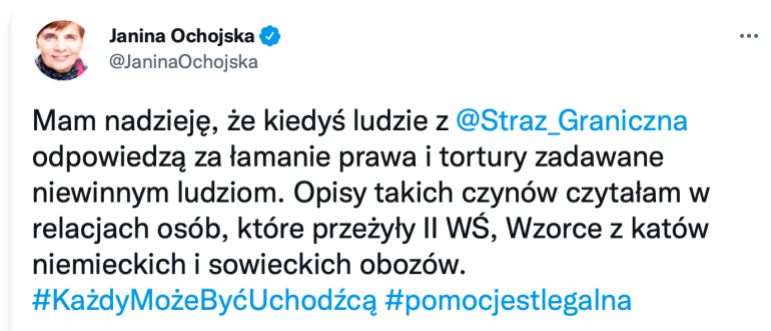 Janina Ochojska
@JaninaOchojska
Mam nadzieję, że kiedyś ludzie z @Straz_Graniczna
odpowiedzą za łamanie prawa i tortury zadawane
niewinnym ludziom. Opisy takich czynów czytałam w
relacjach osób, które przeżyły II WŚ, Wzorce z katów
niemieckich i sowieckich obozów.
#KażdyMożeByćUchodźcą #pomocjestlegalna